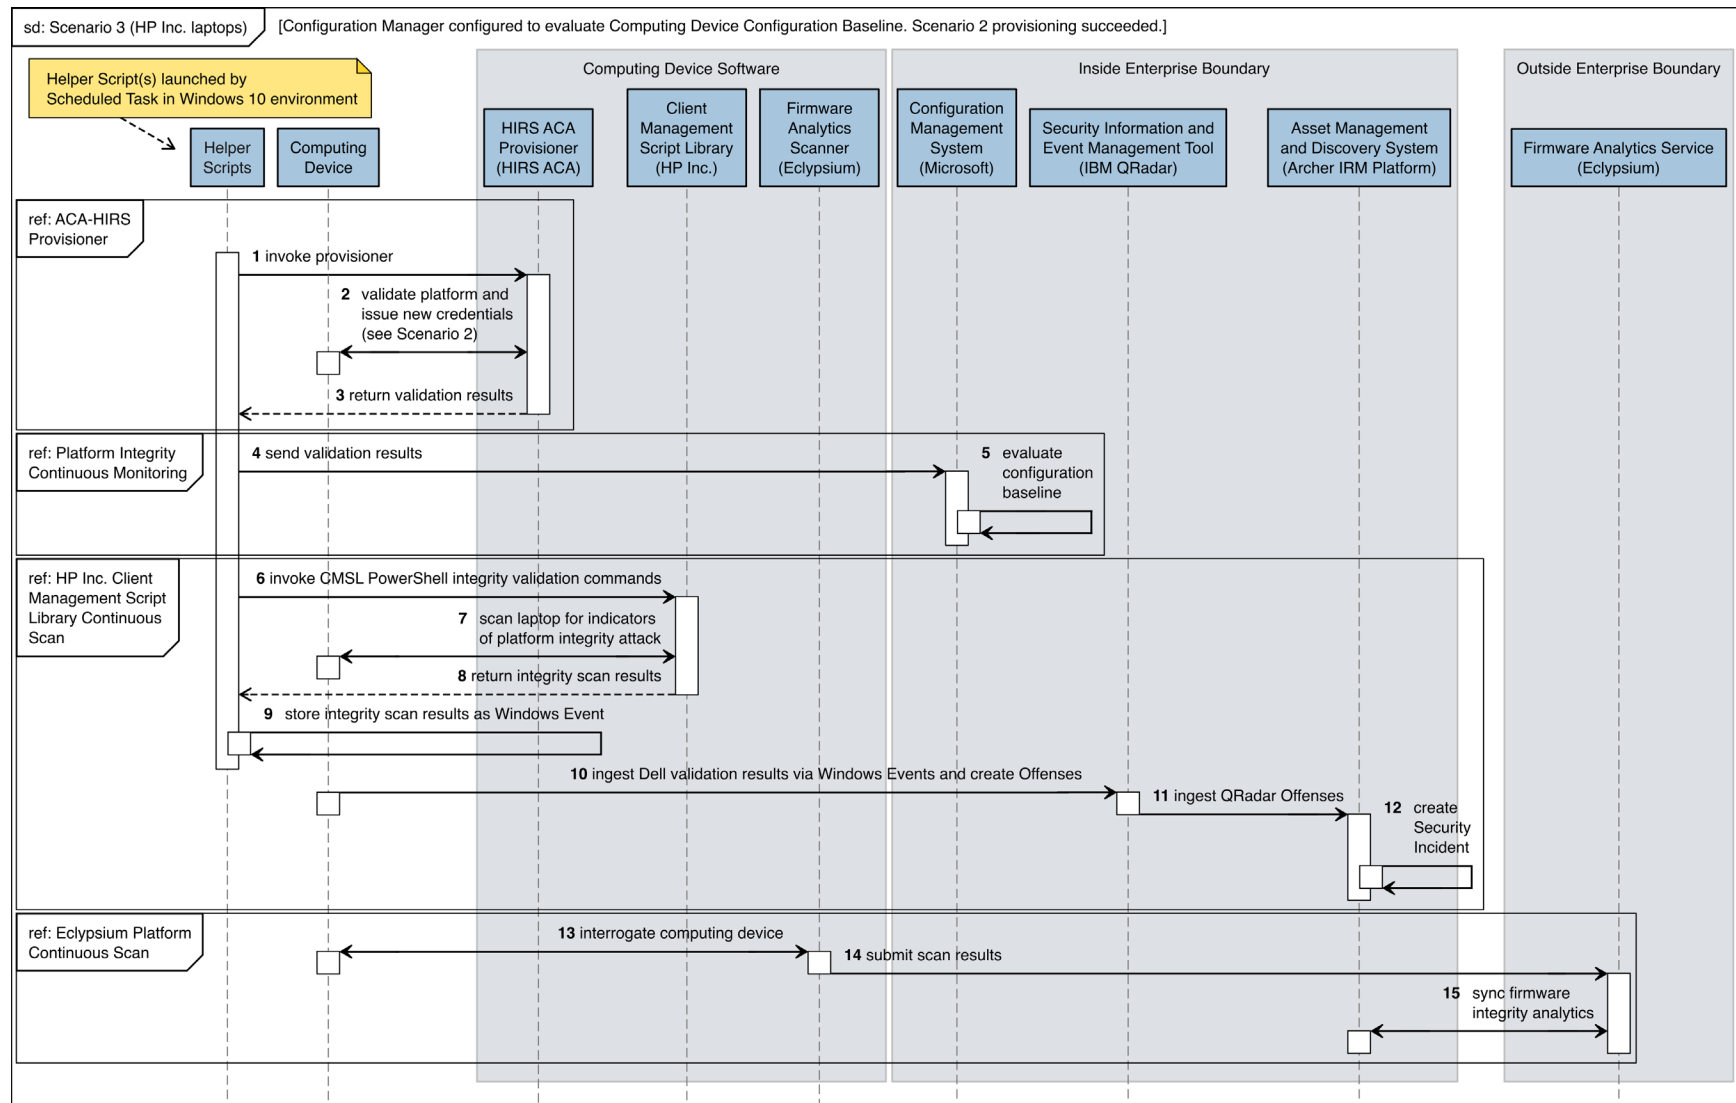 sd: Scenario 3 (HP Inc. laptops)
[Configuration Manager configured to evaluate Computing Device Configuration Baseline. Scenario 2 provisioning succeeded.]
Helper Script(s) launched by
Scheduled Task in Windows 10 environment
Computing Device Software
Inside Enterprise Boundary
Outside Enterprise Boundary
Helper
Scripts
Computing
Device
HIRS ACA
Provisioner
(HIRS ACA)
Client
Management
Script Library
(HP Inc.)
Firmware
Analytics
Scanner
(Eclypsium)
Configuration
Management
System
(Microsoft)
Security Information and
Event Management Tool
(IBM QRadar)
Asset Management
and Discovery System
(Archer IRM Platform)
Firmware Analytics Service
(Eclypsium)
ref: ACA-HIRS
Provisioner
1 invoke provisioner
2 validate platform and
issue new credentials
(see Scenario 2)
3 return validation results
ref: Platform Integrity
Continuous Monitoring
4 send validation results
5 evaluate
configuration
baseline
ref: HP Inc. Client
Management Script
Library Continuous
Scan
6 invoke CMSL PowerShell integrity validation commands
7 scan laptop for indicators
of platform integrity attack
8 return integrity scan results
9 store integrity scan results as Windows Event
10 ingest Dell validation results via Windows Events and create Offenses
11 ingest QRadar Offenses
12 create
Security
Incident
ref: Eclypsium Platform
Continuous Scan
13 interrogate computing device
14 submit scan results
15 sync firmware
integrity analytics